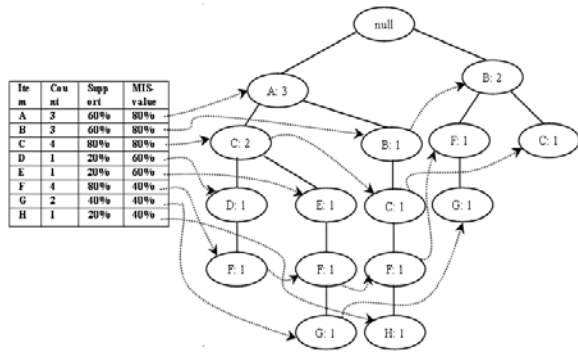 null
A: 3
B: 2
C: 2
B: 1
F: 1
C: 1
D: 1
E: 1
C: 1
G: 1
F: 1
F: 1
F: 1
G: 1
H: 1
Ite m Cou nt Supp ort MIS- value
A 3 60% 80%
B 3 60% 80%
C 4 80% 80%
D 1 20% 60%
E 1 20% 60%
F 4 80% 40%
G 2 40% 40%
H 1 20% 40%